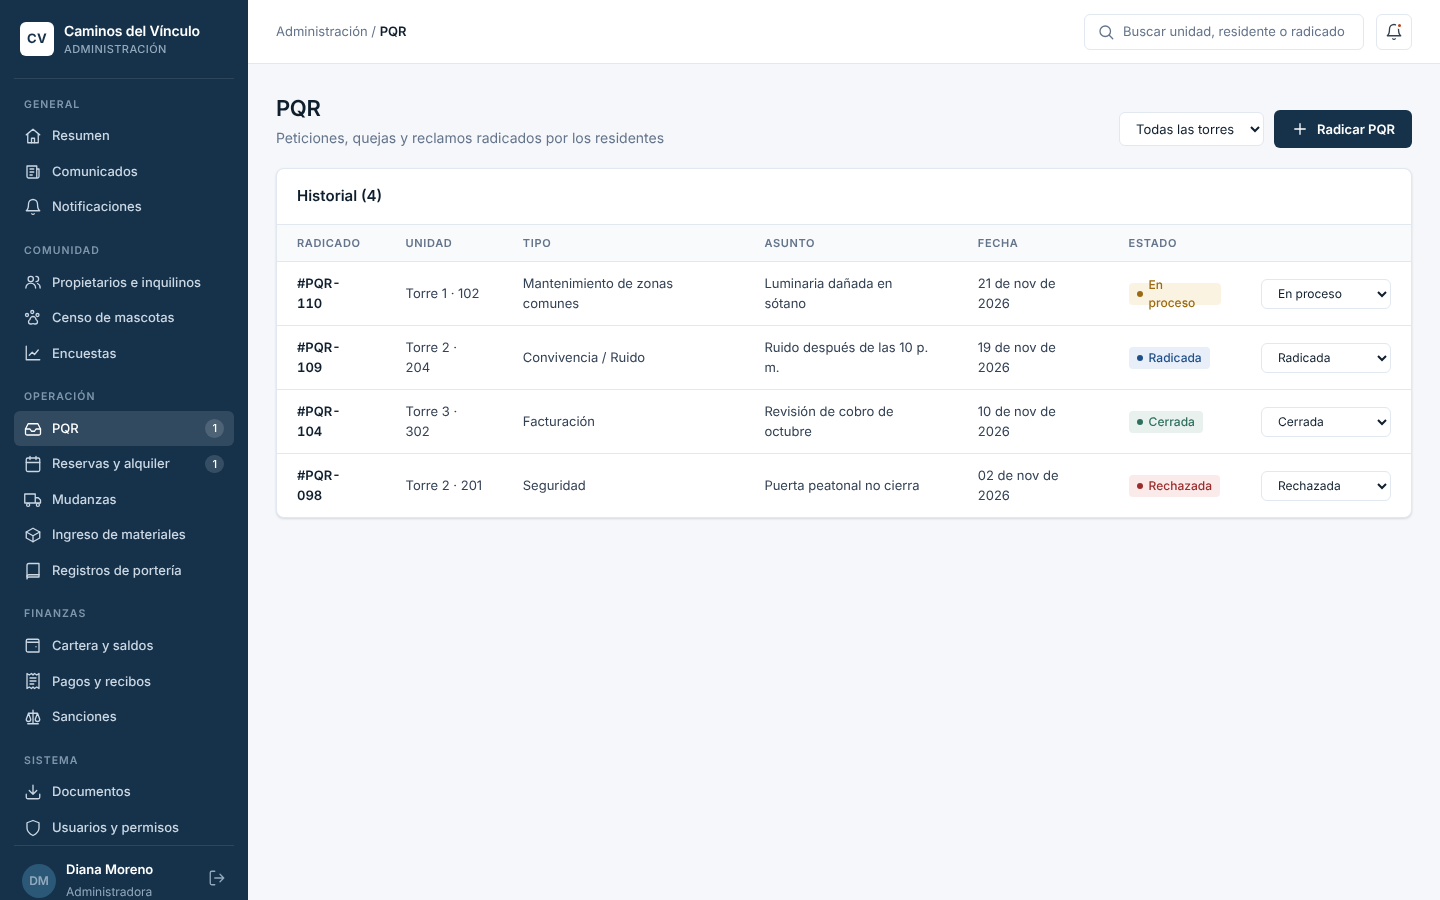 CV
Caminos del Vínculo
ADMINISTRACIÓN
GENERAL
Resumen
Comunicados
Notificaciones
COMUNIDAD
Propietarios e inquilinos
Censo de mascotas
Encuestas
OPERACIÓN
PQR 1
Reservas y alquiler 1
Mudanzas
Ingreso de materiales
Registros de portería
FINANZAS
Cartera y saldos
Pagos y recibos
Sanciones
SISTEMA
Documentos
Usuarios y permisos
DM
Diana Moreno
Administradora
Administración / PQR
Buscar unidad, residente o radicado
PQR
Peticiones, quejas y reclamos radicados por los residentes
Todas las torres
Radicar PQR
Historial (4)
RADICADO UNIDAD TIPO ASUNTO FECHA ESTADO
#PQR-
110
Torre 1 · 102
Mantenimiento de zonas
comunes
Luminaria dañada en
sótano
21 de nov de
2026
En
proceso
En proceso
#PQR-
109
Torre 2 ·
204
Convivencia / Ruido
Ruido después de las 10 p.
m.
19 de nov de
2026
Radicada
Radicada
#PQR-
104
Torre 3 ·
302
Facturación
Revisión de cobro de
octubre
10 de nov de
2026
Cerrada
Cerrada
#PQR-
098
Torre 2 · 201
Seguridad
Puerta peatonal no cierra
02 de nov de
2026
Rechazada
Rechazada